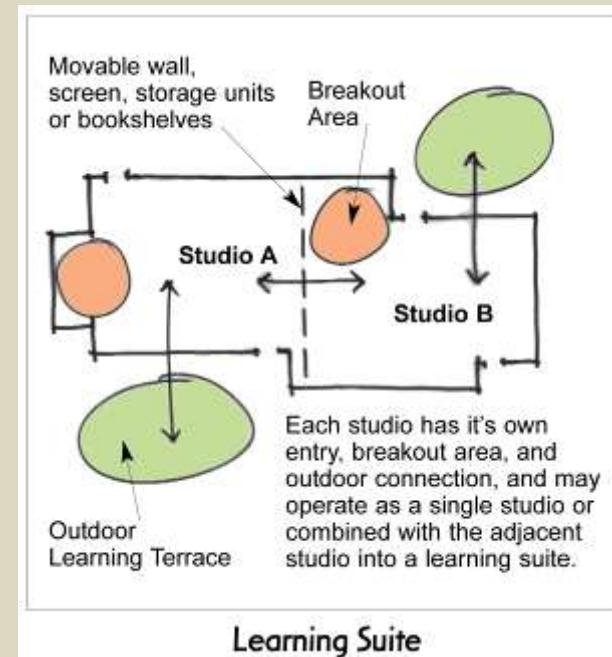 Movable wall,
screen, storage units
or bookshelves
Breakout
Area
Studio A
Studio B
Outdoor
Learning Terrace
Each studio has it's own
entry, breakout area, and
outdoor connection, and may
operate as a single studio or
combined with the adjacent
studio into a learning suite.
Learning Suite